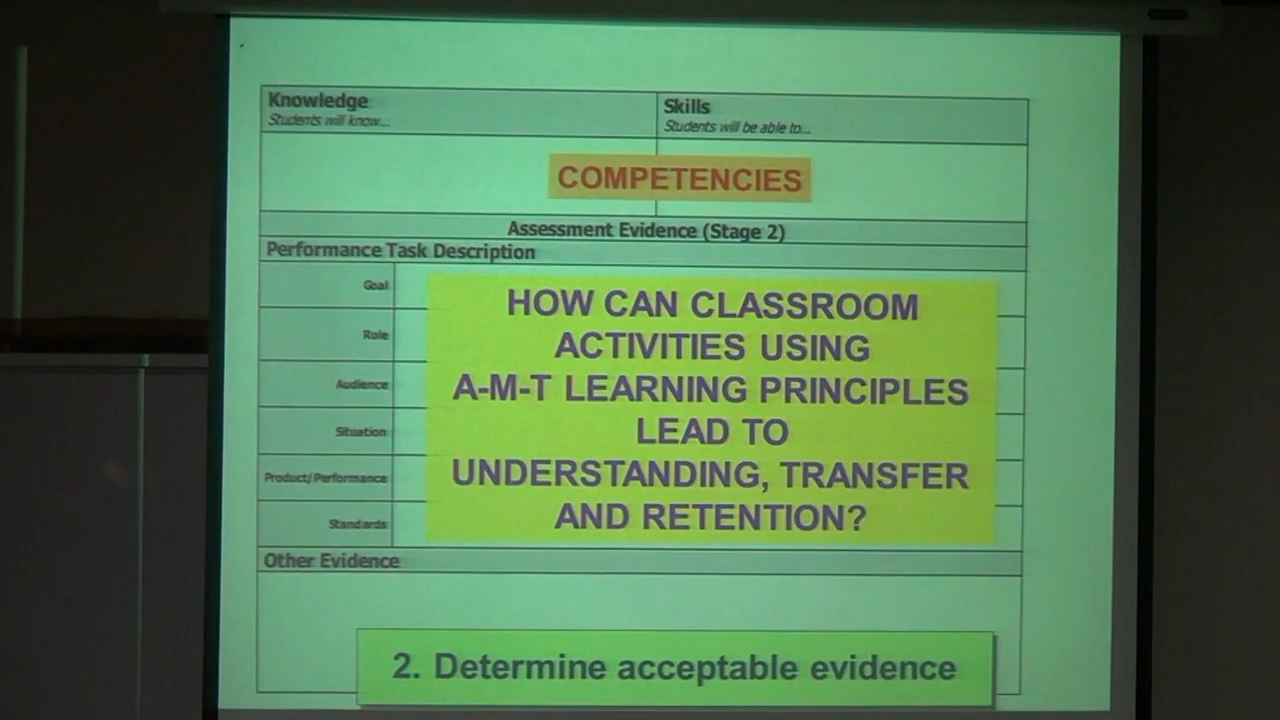 Knowledge
Students will know...
Skills
Students will be able to...
COMPETENCIES
Assessment Evidence (Stage 2)
Performance Task Description
Goal
Role
Audience
Situation
Product/Performance
Standards
HOW CAN CLASSROOM
ACTIVITIES USING
A-M-T LEARNING PRINCIPLES
LEAD TO
UNDERSTANDING, TRANSFER
AND RETENTION?
Other Evidence
2. Determine acceptable evidence